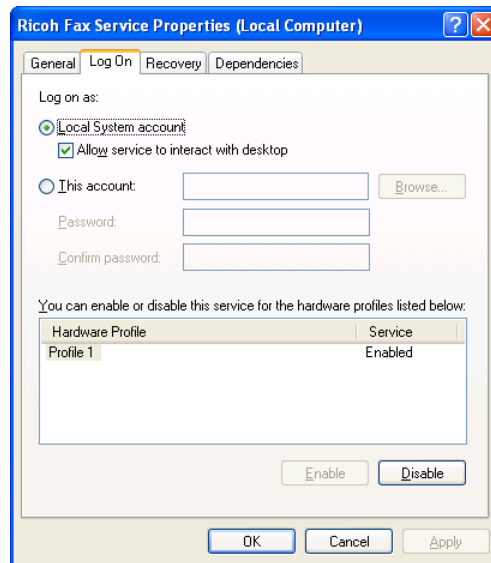 Ricoh Fax Service Properties (Local Computer)
General Log On Recovery Dependencies
Log on as:
Local System account
Allow service to interact with desktop
This account:
Browse...
Password:
Confirm password:
You can enable or disable this service for the hardware profiles listed below:
Hardware Profile Service
Profile 1 Enabled
Enable Disable
OK Cancel Apply